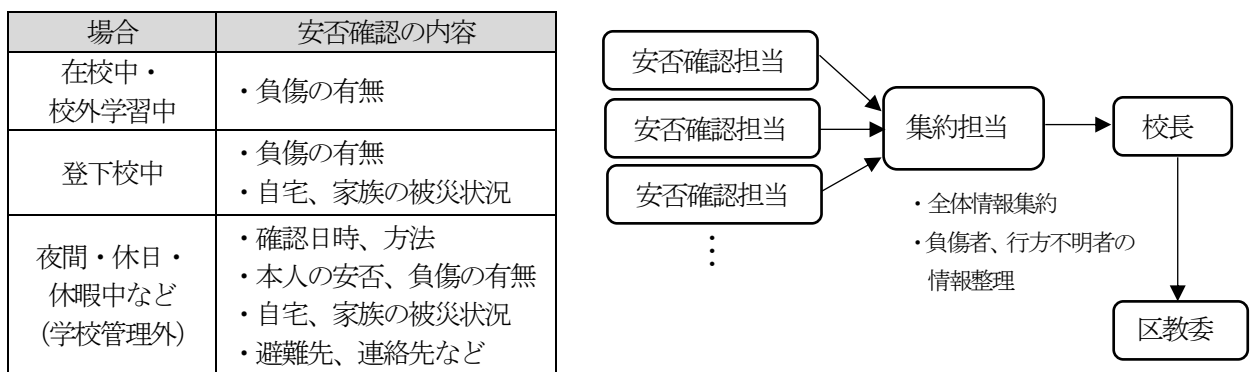 場合
安否確認の内容
在校中・
校外学習中
・負傷の有無
登下校中
・負傷の有無
・自宅、家族の被災状況
夜間・休日・
休暇中など
（学校管理外）
・確認日時、方法
・本人の安否、負傷の有無
・自宅、家族の被災状況
・避難先、連絡先など
安否確認担当
安否確認担当
安否確認担当
⋮
集約担当
・全体情報集約
・負傷者、行方不明者の
情報整理
校長
区教委